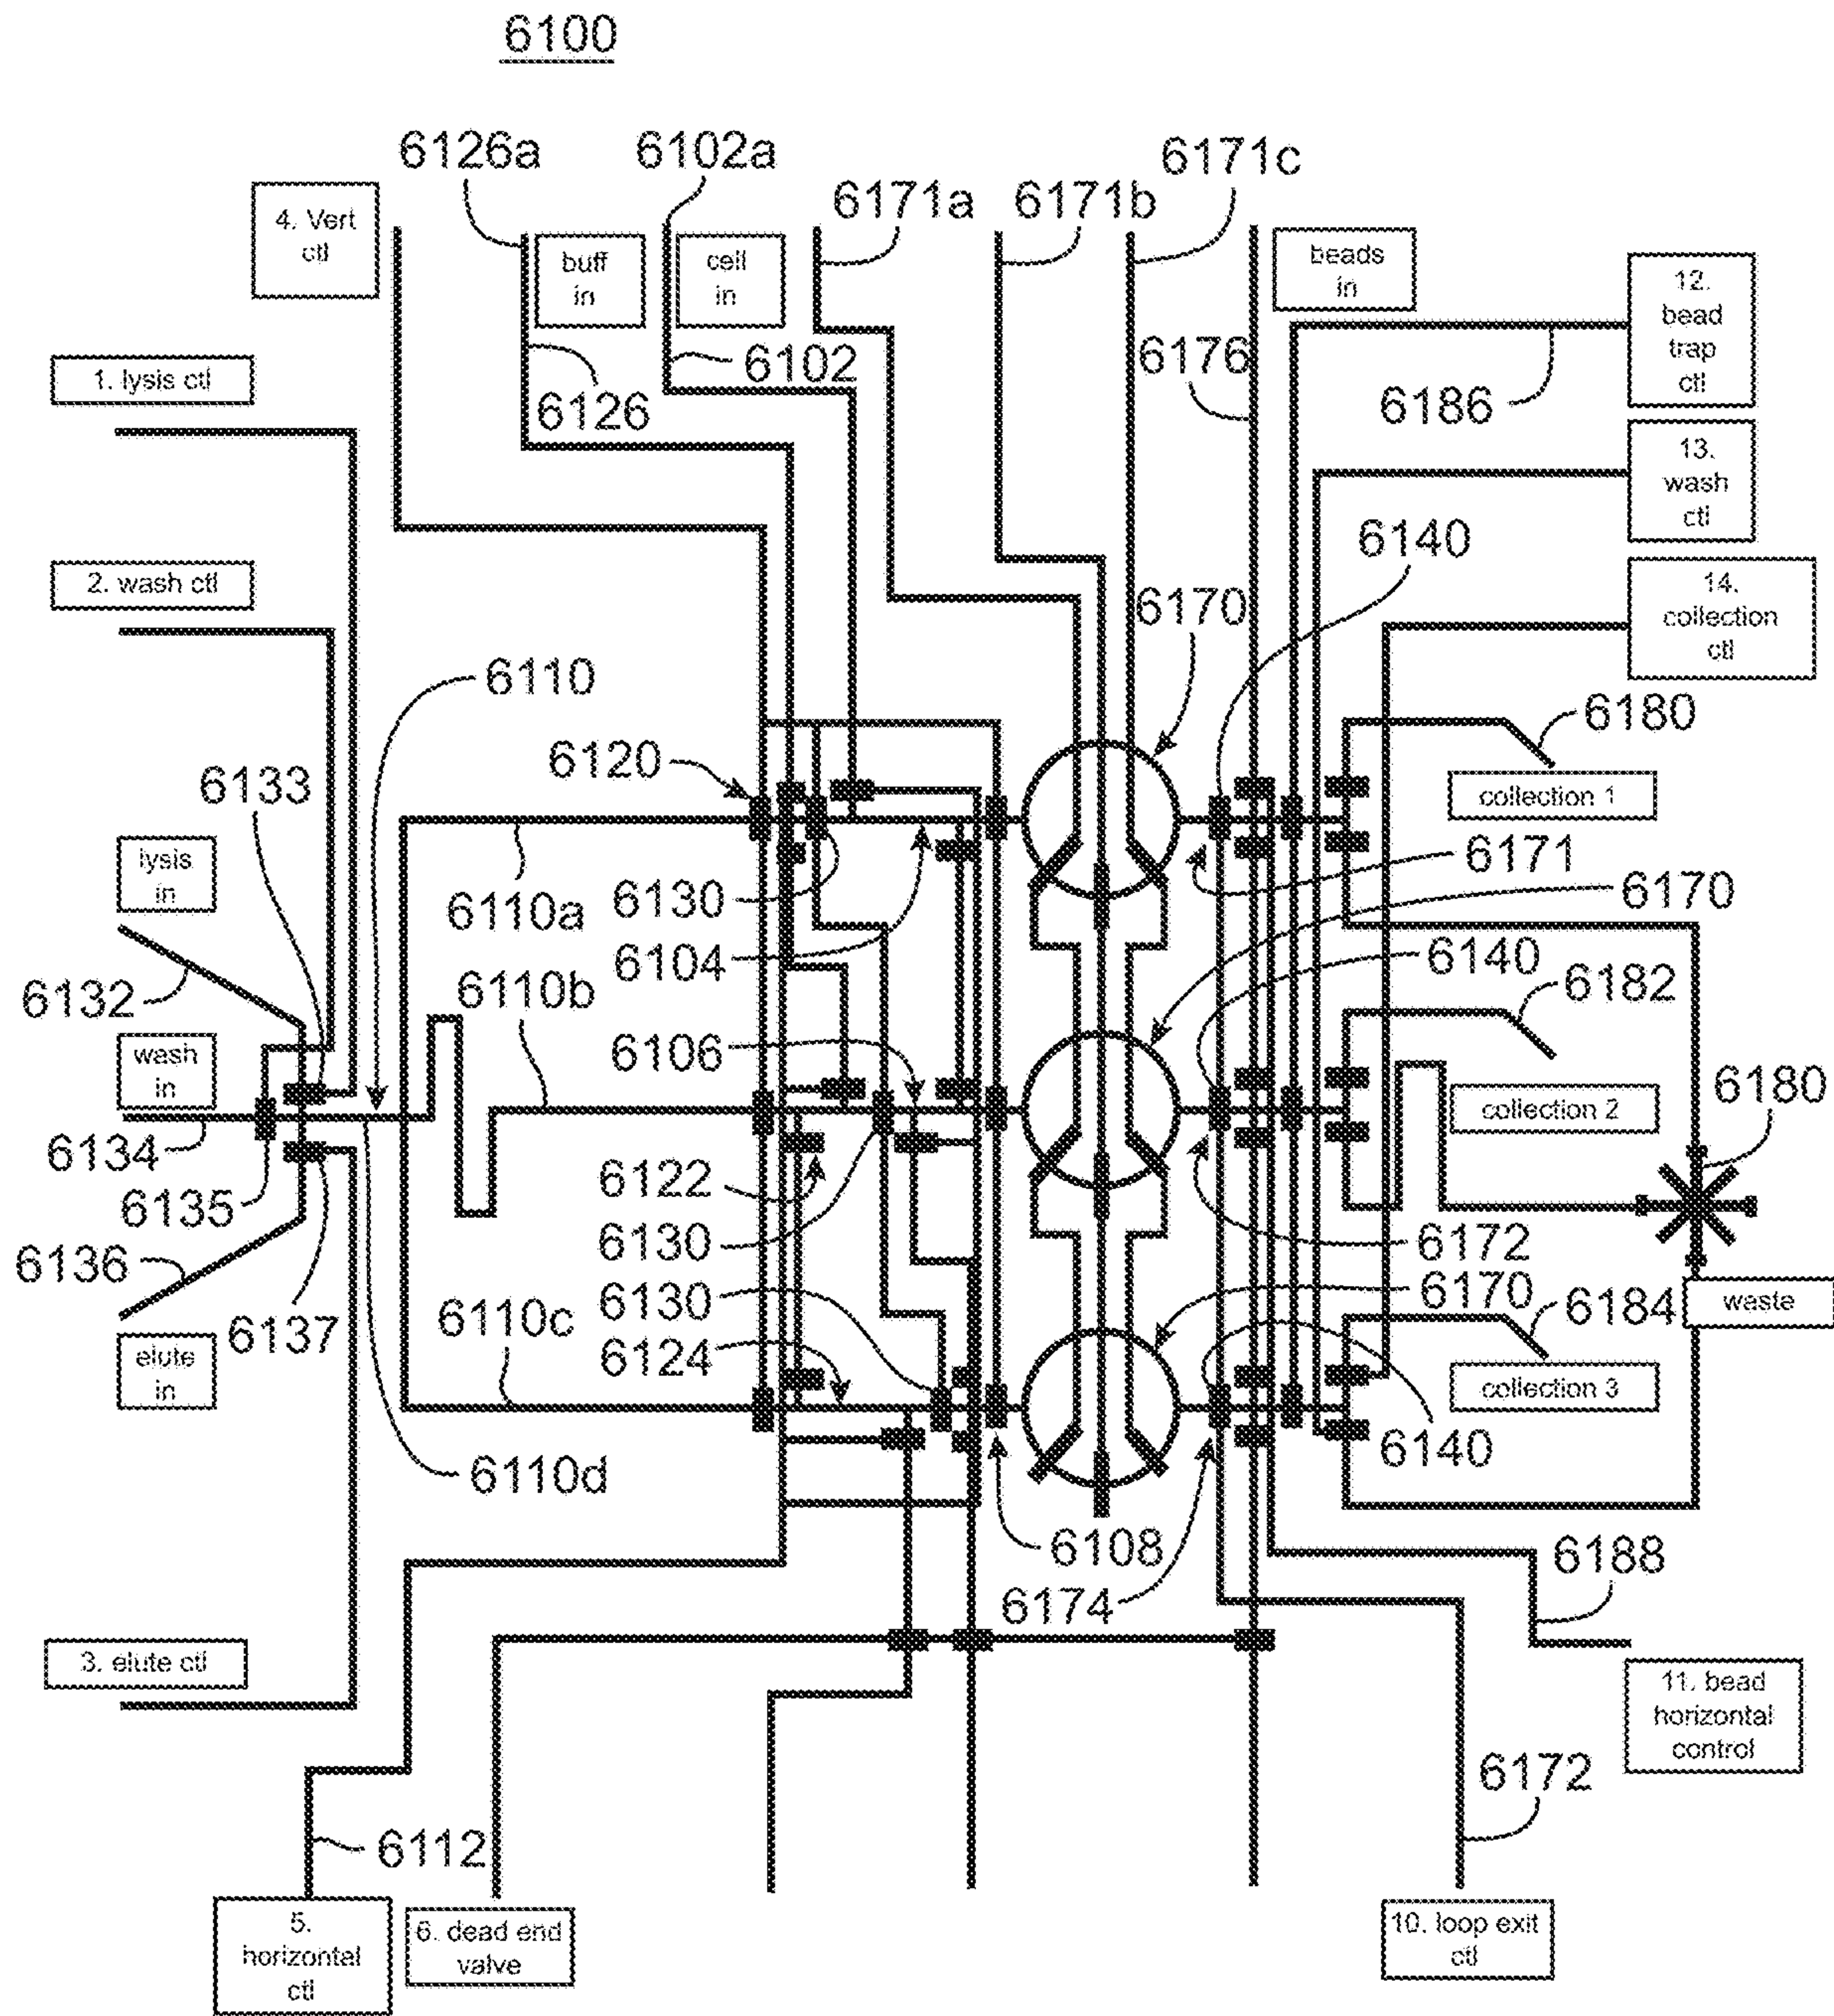 6100
6126a
6102a
6171a
6171b
6171c
4. Vert
ctl
buff
in
cell
in
beads
in
12.
bead
trap
ctl
1. lysis ctl
6102
6126
6176
6186
13.
wash
ctl
2. wash ctl
6140
14.
collection
ctl
6170
6110
6180
6120
6133
collection 1
lysis
in
6171
6110a
6130
6170
6104
6140
6132
6110b
6182
wash
in
6106
6180
collection 2
6134
6122
6135
6130
6172
6136
6130
6170
6184
waste
6137
6110c
6124
elute
in
collection 3
6140
6110d
6108
6188
6174
3. elute ctl
11. bead
horizontal
control
6172
6112
5.
horizontal
ctl
6. dead end
valve
10. loop exit
ctl